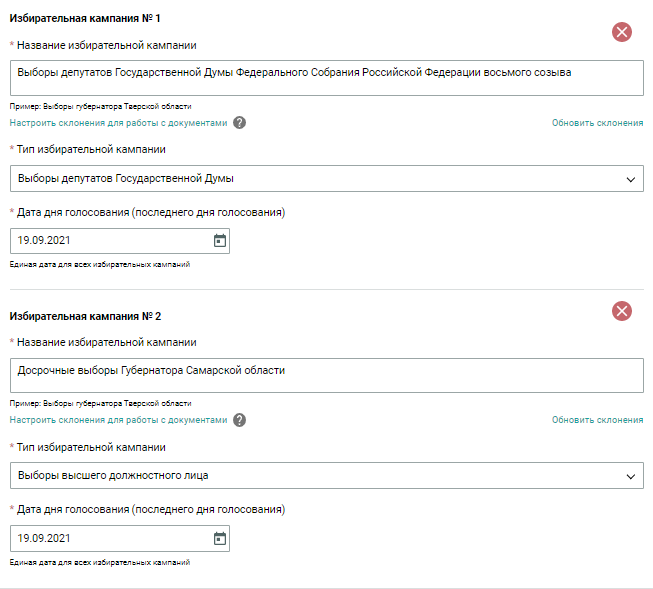 Избирательная кампания № 1
* Название избирательной кампании
Выборы депутатов Государственной Думы Федерального Собрания Российской Федерации восьмого созыва
Пример: Выборы губернатора Тверской области
Настроить склонения для работы с документами ?
Обновить склонения
* Тип избирательной кампании
Выборы депутатов Государственной Думы
* Дата дня голосования (последнего дня голосования)
19.09.2021
Единая дата для всех избирательных кампаний
Избирательная кампания № 2
* Название избирательной кампании
Досрочные выборы Губернатора Самарской области
Пример: Выборы губернатора Тверской области
Настроить склонения для работы с документами ?
Обновить склонения
* Тип избирательной кампании
Выборы высшего должностного лица
* Дата дня голосования (последнего дня голосования)
19.09.2021
Единая дата для всех избирательных кампаний